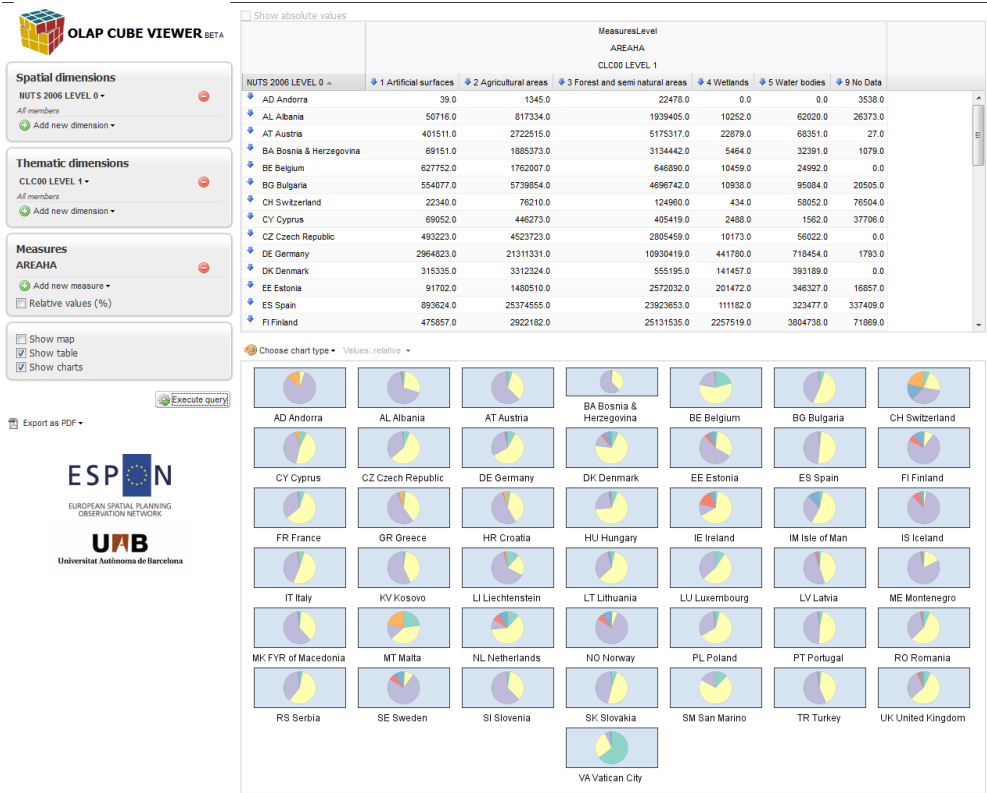 OLAP CUBE VIEWER BETA
Spatial dimensions
NUTS 2006 LEVEL 0
All members
Add new dimension
Thematic dimensions
CLC00 LEVEL 1
All members
Add new dimension
Measures
AREAHA
Add new measure
Relative values (%)
Show map
Show table
Show charts
Execute query
Export as PDF
ESPON
EUROPEAN SPATIAL PLANNING
OBSERVATION NETWORK
UAB
Universitat Autònoma de Barcelona
Show absolute values
MeasuresLevel
AREAHA
CLC00 LEVEL 1
NUTS 2006 LEVEL 0 1 Artificial surfaces 2 Agricultural areas 3 Forest and semi natural areas 4 Wetlands 5 Water bodies 9 No Data
AD Andorra 39.0 1345.0 22478.0 0.0 0.0 3538.0
AL Albania 50716.0 817334.0 1939405.0 10252.0 62020.0 26373.0
AT Austria 401511.0 2722515.0 5175317.0 22879.0 68351.0 27.0
BA Bosnia & Herzegovina 69151.0 1885373.0 3134442.0 5464.0 32391.0 1079.0
BE Belgium 627752.0 1762007.0 646890.0 10459.0 24992.0 0.0
BG Bulgaria 554077.0 5739854.0 4696742.0 10938.0 95084.0 20505.0
CH Switzerland 22340.0 76210.0 124960.0 434.0 58052.0 76504.0
CY Cyprus 69052.0 446273.0 405419.0 2488.0 1562.0 37706.0
CZ Czech Republic 493223.0 4523723.0 2805459.0 10173.0 56022.0 0.0
DE Germany 2964823.0 21311331.0 10930419.0 441780.0 718454.0 1793.0
DK Denmark 315335.0 3312324.0 555195.0 141457.0 393189.0 0.0
EE Estonia 91702.0 1480510.0 2572032.0 201472.0 346327.0 16857.0
ES Spain 893624.0 25374555.0 23923653.0 111182.0 323477.0 337409.0
FI Finland 475857.0 2922182.0 25131535.0 2257519.0 3804738.0 71869.0
Choose chart type Values: relative
AD Andorra AL Albania AT Austria BA Bosnia & Herzegovina BE Belgium BG Bulgaria CH Switzerland
CY Cyprus CZ Czech Republic DE Germany DK Denmark EE Estonia ES Spain FI Finland
FR France GR Greece HR Croatia HU Hungary IE Ireland IM Isle of Man IS Iceland
IT Italy KV Kosovo LI Liechtenstein LT Lithuania LU Luxembourg LV Latvia ME Montenegro
MK FYR of Macedonia MT Malta NL Netherlands NO Norway PL Poland PT Portugal RO Romania
RS Serbia SE Sweden SI Slovenia SK Slovakia SM San Marino TR Turkey UK United Kingdom
VA Vatican City